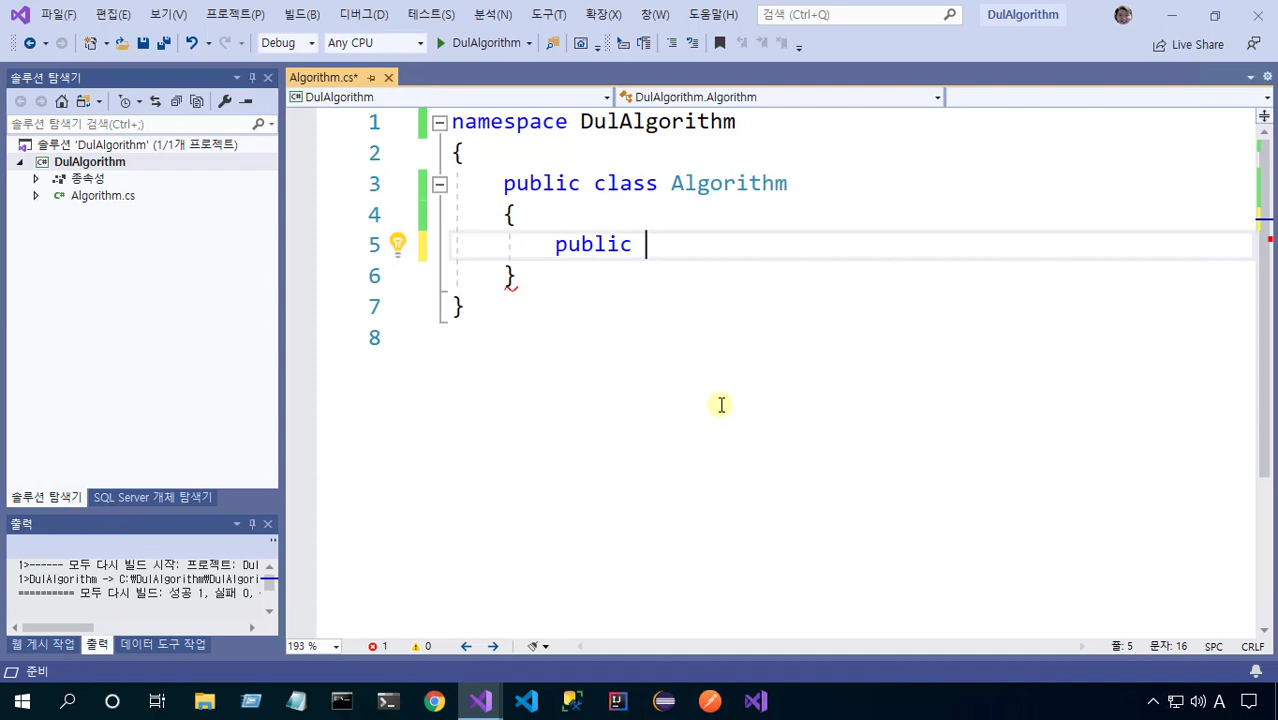 파일(F) 편집(E) 보기(V) 프로젝트(P) 빌드(B) 디버그(D) 테스트(S) 분석(N) 도구(T) 확장(X) 창(W) 도움말(H) 검색 (Ctrl+Q) DulAlgorithm
Debug Any CPU DulAlgorithm Live Share
솔루션 탐색기
솔루션 탐색기 검색(Ctrl+;)
솔루션 'DulAlgorithm' (1/1개 프로젝트)
DulAlgorithm
종속성
Algorithm.cs
솔루션 탐색기 SQL Server 개체 탐색기
출력
1>------ 모두 다시 빌드 시작: 프로젝트: Dul
1>DulAlgorithm -> C:\DulAlgorithm\DulAlgori
========== 모두 다시 빌드: 성공 1, 실패 0,
웹 게시 작업 출력 데이터 도구 작업
Algorithm.cs*
DulAlgorithm DulAlgorithm.Algorithm
1 namespace DulAlgorithm
2 {
3 public class Algorithm
4 {
5 public
6 }
7 }
8
193 % 1 0 줄: 5 문자: 16 SPC CRLF
준비
A